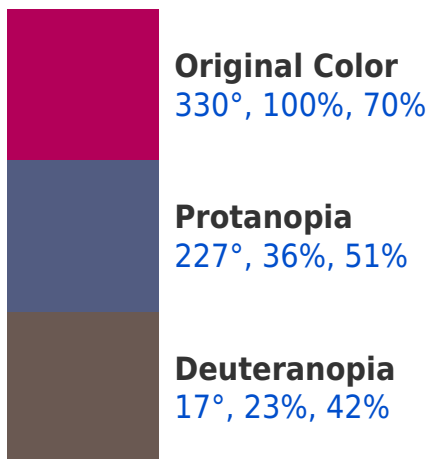 Original Color
330°, 100%, 70%
Protanopia
227°, 36%, 51%
Deuteranopia
17°, 23%, 42%